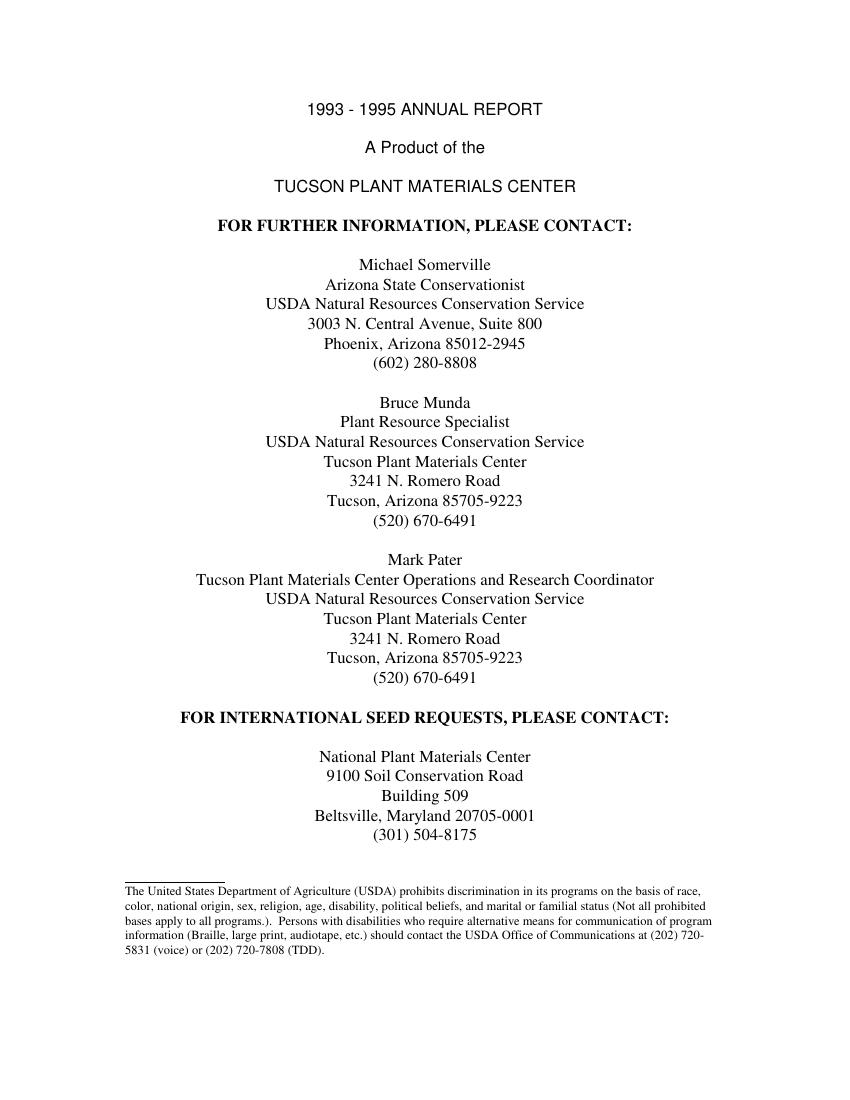 1993 - 1995 ANNUAL REPORT
A Product of the
TUCSON PLANT MATERIALS CENTER
FOR FURTHER INFORMATION, PLEASE CONTACT:
Michael Somerville
Arizona State Conservationist
USDA Natural Resources Conservation Service
3003 N. Central Avenue, Suite 800
Phoenix, Arizona 85012-2945
(602) 280-8808
Bruce Munda
Plant Resource Specialist
USDA Natural Resources Conservation Service
Tucson Plant Materials Center
3241 N. Romero Road
Tucson, Arizona 85705-9223
(520) 670-6491
Mark Pater
Tucson Plant Materials Center Operations and Research Coordinator
USDA Natural Resources Conservation Service
Tucson Plant Materials Center
3241 N. Romero Road
Tucson, Arizona 85705-9223
(520) 670-6491
FOR INTERNATIONAL SEED REQUESTS, PLEASE CONTACT:
National Plant Materials Center
9100 Soil Conservation Road
Building 509
Beltsville, Maryland 20705-0001
(301) 504-8175
The United States Department of Agriculture (USDA) prohibits discrimination in its programs on the basis of race,
color, national origin, sex, religion, age, disability, political beliefs, and marital or familial status (Not all prohibited
bases apply to all programs.).  Persons with disabilities who require alternative means for communication of program
information (Braille, large print, audiotape, etc.) should contact the USDA Office of Communications at (202) 720-
5831 (voice) or (202) 720-7808 (TDD).